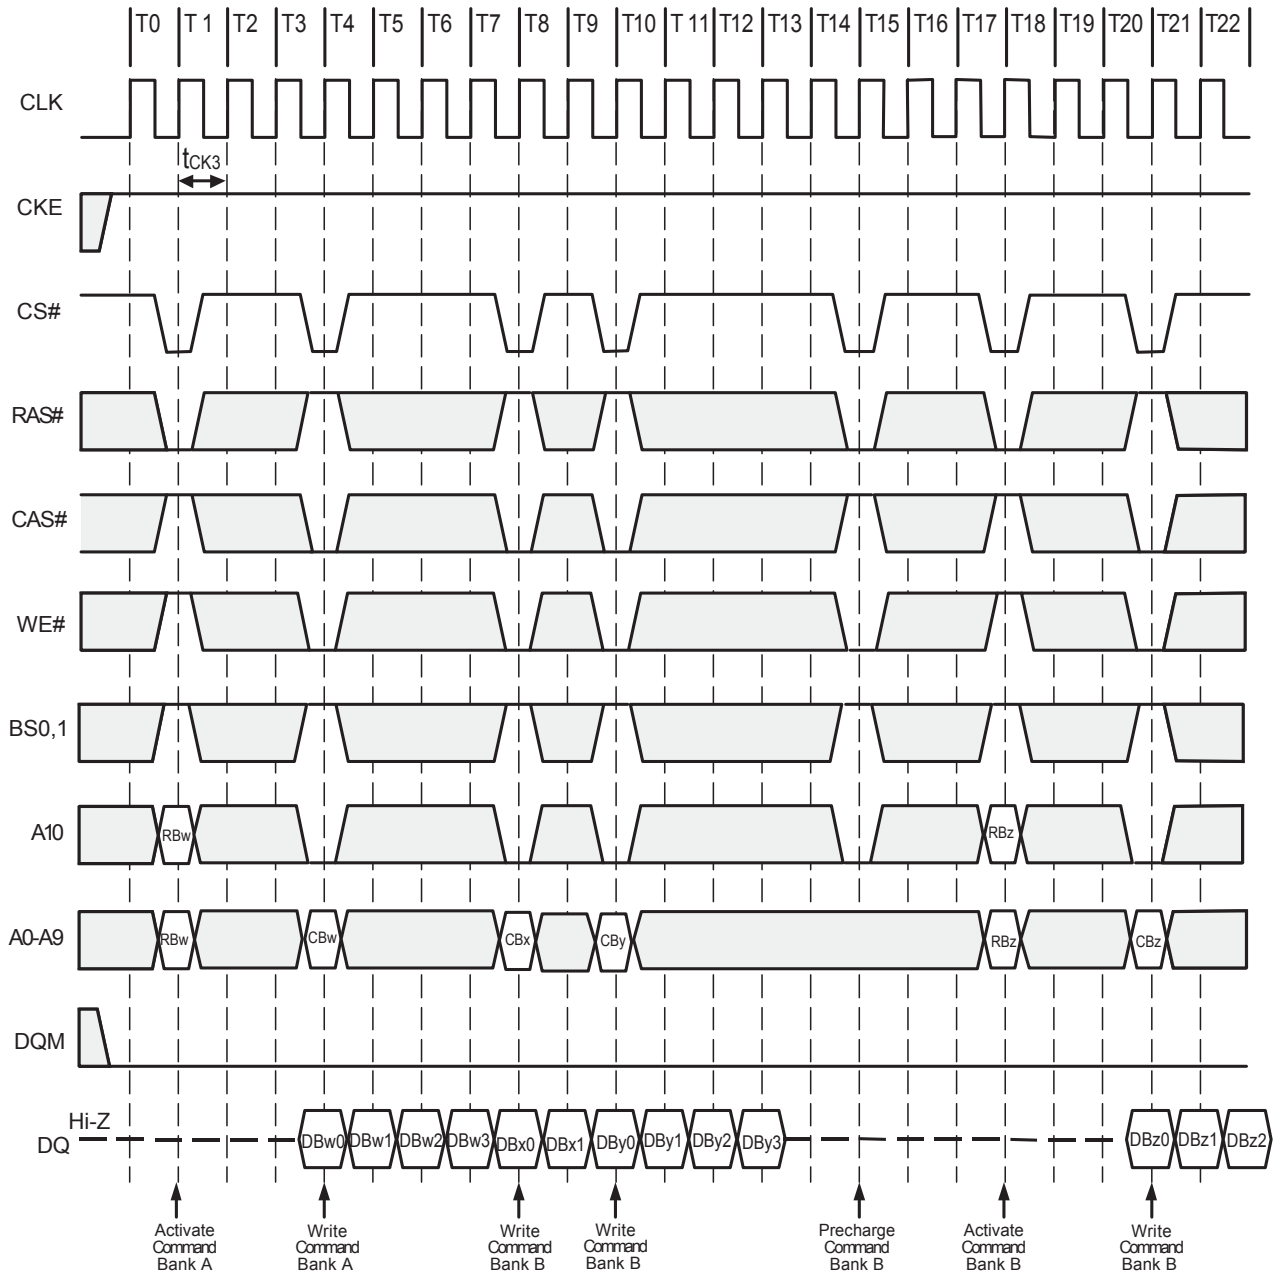 T0 T 1 T2 T3 T4 T5 T6 T7 T8 T9 T10 T 11 T12 T13 T14 T15 T16 T17 T18 T19 T20 T21 T22
CLK
tCK3
CKE
CS#
RAS#
CAS#
WE#
BS0,1
A10 RBw RBz
A0-A9 RBw CBw CBx CBy RBz CBz
DQM
Hi-Z
DQ DBw0 DBw1 DBw2 DBw3 DBx0 DBx1 DBy0 DBy1 DBy2 DBy3 DBz0 DBz1 DBz2
Activate Command Bank A
Write Command Bank A
Write Command Bank B
Write Command Bank B
Precharge Command Bank B
Activate Command Bank B
Write Command Bank B